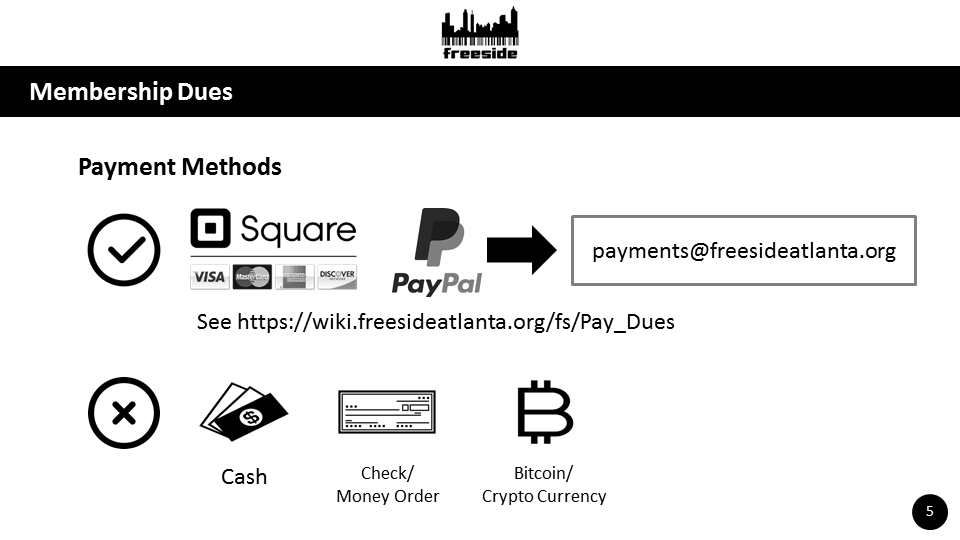 freeside
Membership Dues
Payment Methods
Square
VISA MasterCard DISCOVER
PayPal
payments@freesideatlanta.org
See https://wiki.freesideatlanta.org/fs/Pay_Dues
Cash
Check/
Money Order
Bitcoin/
Crypto Currency
5